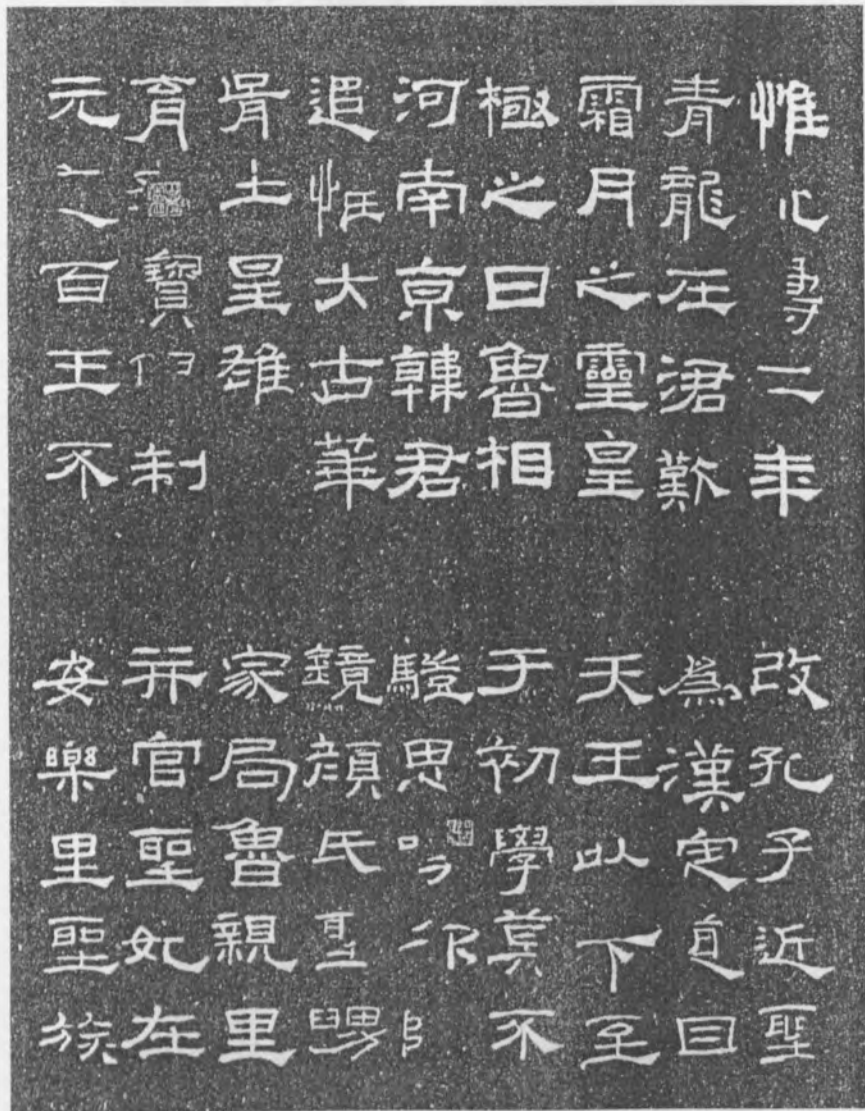 惟永壽二年
青龍在涒歎
霜月之靈皇
極之日魯相
河南京韓君
追惟大古華
胥生皇雄
育寶制
元百王不
改孔子近聖
為漢定道自
天王以下至
于初學莫不
驥思
鏡顏氏聖舅
家居魯親里
并官聖妃在
安樂里聖族